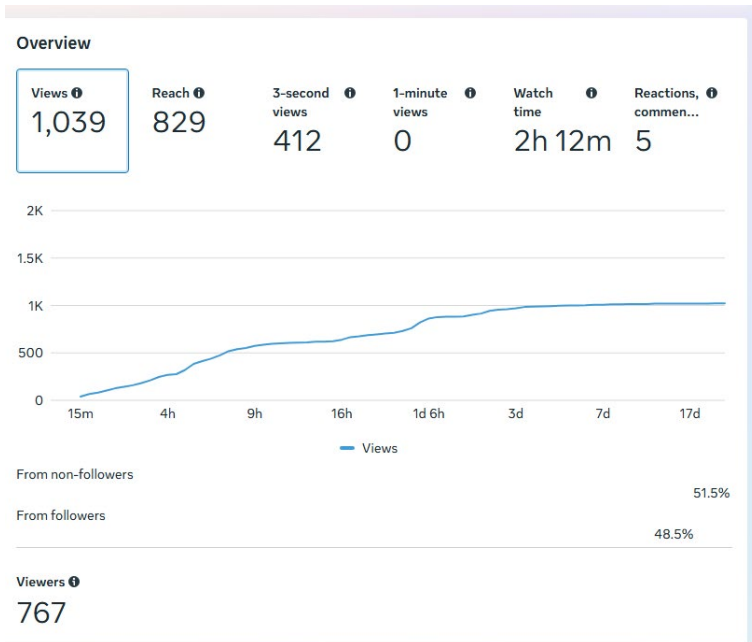 Overview
Views
1,039
Reach
829
3-second views
412
1-minute views
0
Watch time
2h 12m
Reactions, commen...
5
2K
1.5K
1K
500
0
15m 4h 9h 16h 1d 6h 3d 7d 17d
Views
From non-followers
51.5%
From followers
48.5%
Viewers
767